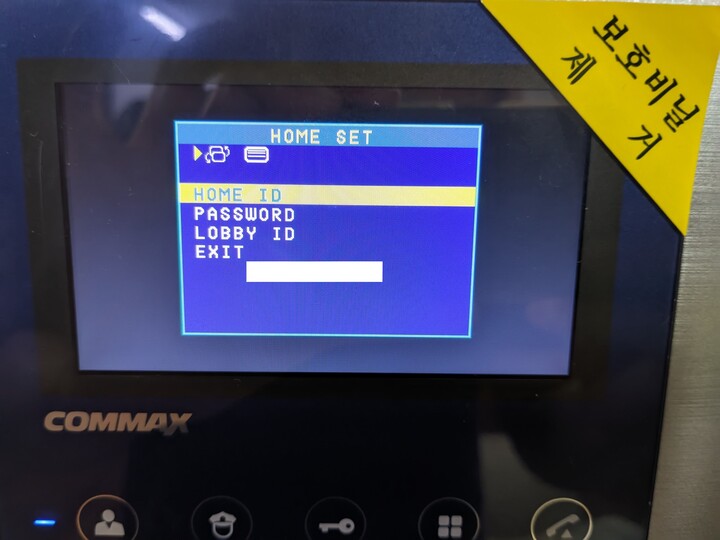 보호비닐
제 거
HOME SET
HOME ID
PASSWORD
LOBBY ID
EXIT
COMMAX